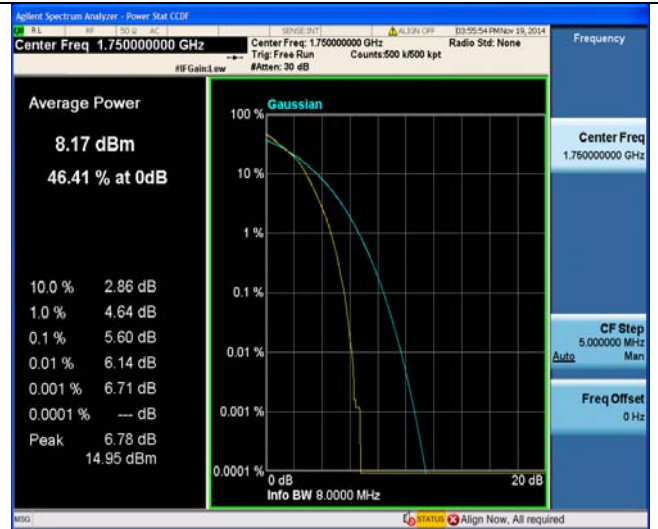 Agilent Spectrum Analyzer - Power Stat CCDF
RL RF 50 Ω AC SENSE:INT ALIGN OFF 03:55:54 PM Nov 19, 2014
Center Freq 1.750000000 GHz
Center Freq: 1.750000000 GHz Radio Std: None
Trig: Free Run Counts:500 k/500 kpt
#IFGain:Low #Atten: 30 dB
Frequency
Average Power
8.17 dBm
46.41 % at 0dB
10.0 % 2.86 dB
1.0 % 4.64 dB
0.1 % 5.60 dB
0.01 % 6.14 dB
0.001 % 6.71 dB
0.0001 % --- dB
Peak 6.78 dB
14.95 dBm
Gaussian
100 %
10 %
1 %
0.1 %
0.01 %
0.001 %
0.0001 %
0 dB 20 dB
Info BW 8.0000 MHz
Center Freq
1.750000000 GHz
CF Step
5.000000 MHz
Auto Man
Freq Offset
0 Hz
MSG STATUS Align Now, All required